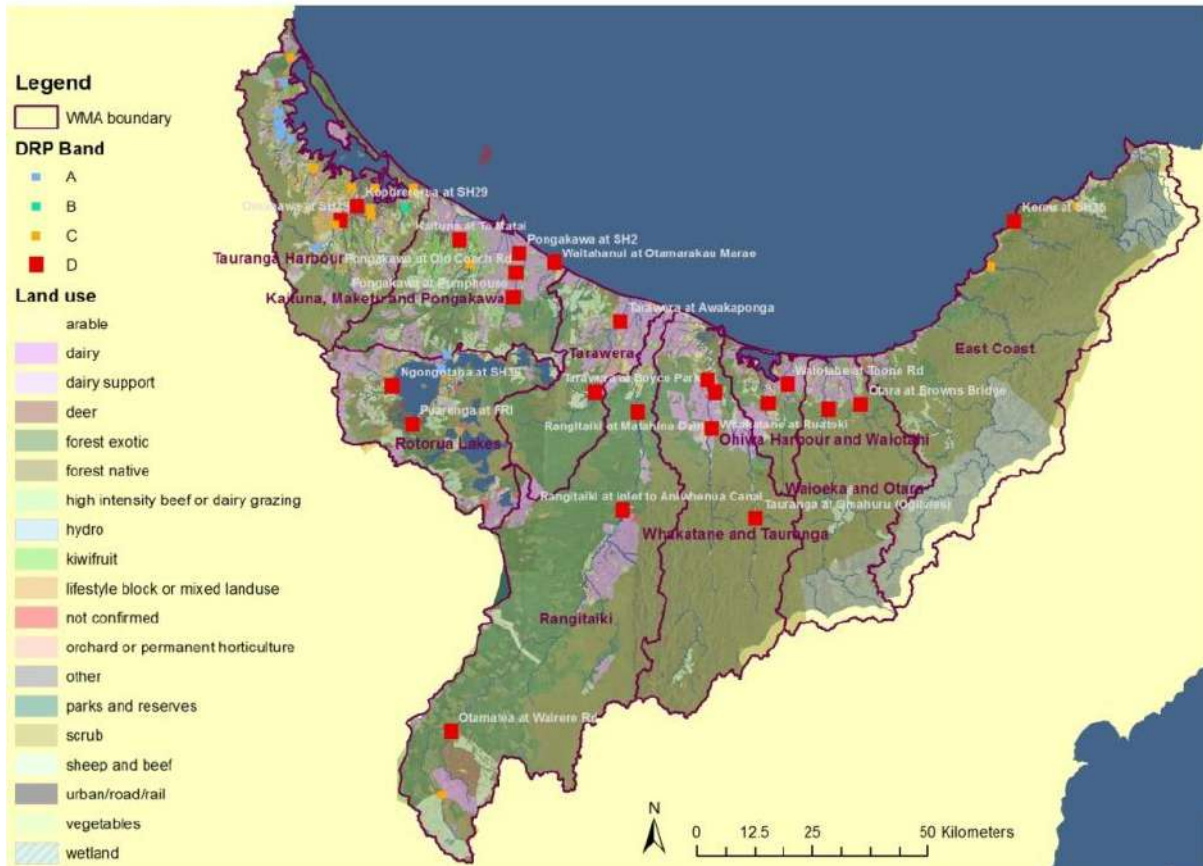 Legend
WMA boundary
DRP Band
A
B
C
D
Land use
arable
dairy
dairy support
deer
forest exotic
forest native
high intensity beef or dairy grazing
hydro
kiwifruit
lifestyle block or mixed landuse
not confirmed
orchard or permanent horticulture
other
parks and reserves
scrub
sheep and beef
urban/road/rail
vegetables
wetland
Kopurererua at SH29
Tauranga Harbour
Kaituna at Te Matai
Pongakawa at SH2
Pongakawa at Old Coach Rd
Waitahanui at Otamarakau Marae
Pongakawa at Pumphouse
Kaituna, Maketu and Pongakawa
Tarawera at Awakaponga
Kereu at SH35
East Coast
Tarawera
Ngongotaha at SH36
Tarawera at Boyce Park
Waiotahe at Toone Rd
Otara at Browns Bridge
Puarenga at FRI
Rangitaiki at Matahina Dam
Whakatane at Ruatoki
Rotorua Lakes
Ohiwa Harbour and Waiotahi
Waioeka and Otara
Rangitaiki at Inlet to Aniwhenua Canal
Tauranga at Omahuru (Ogilvies)
Whakatane and Tauranga
Rangitaiki
Otamatea at Wairere Rd
N
0 12.5 25 50 Kilometers